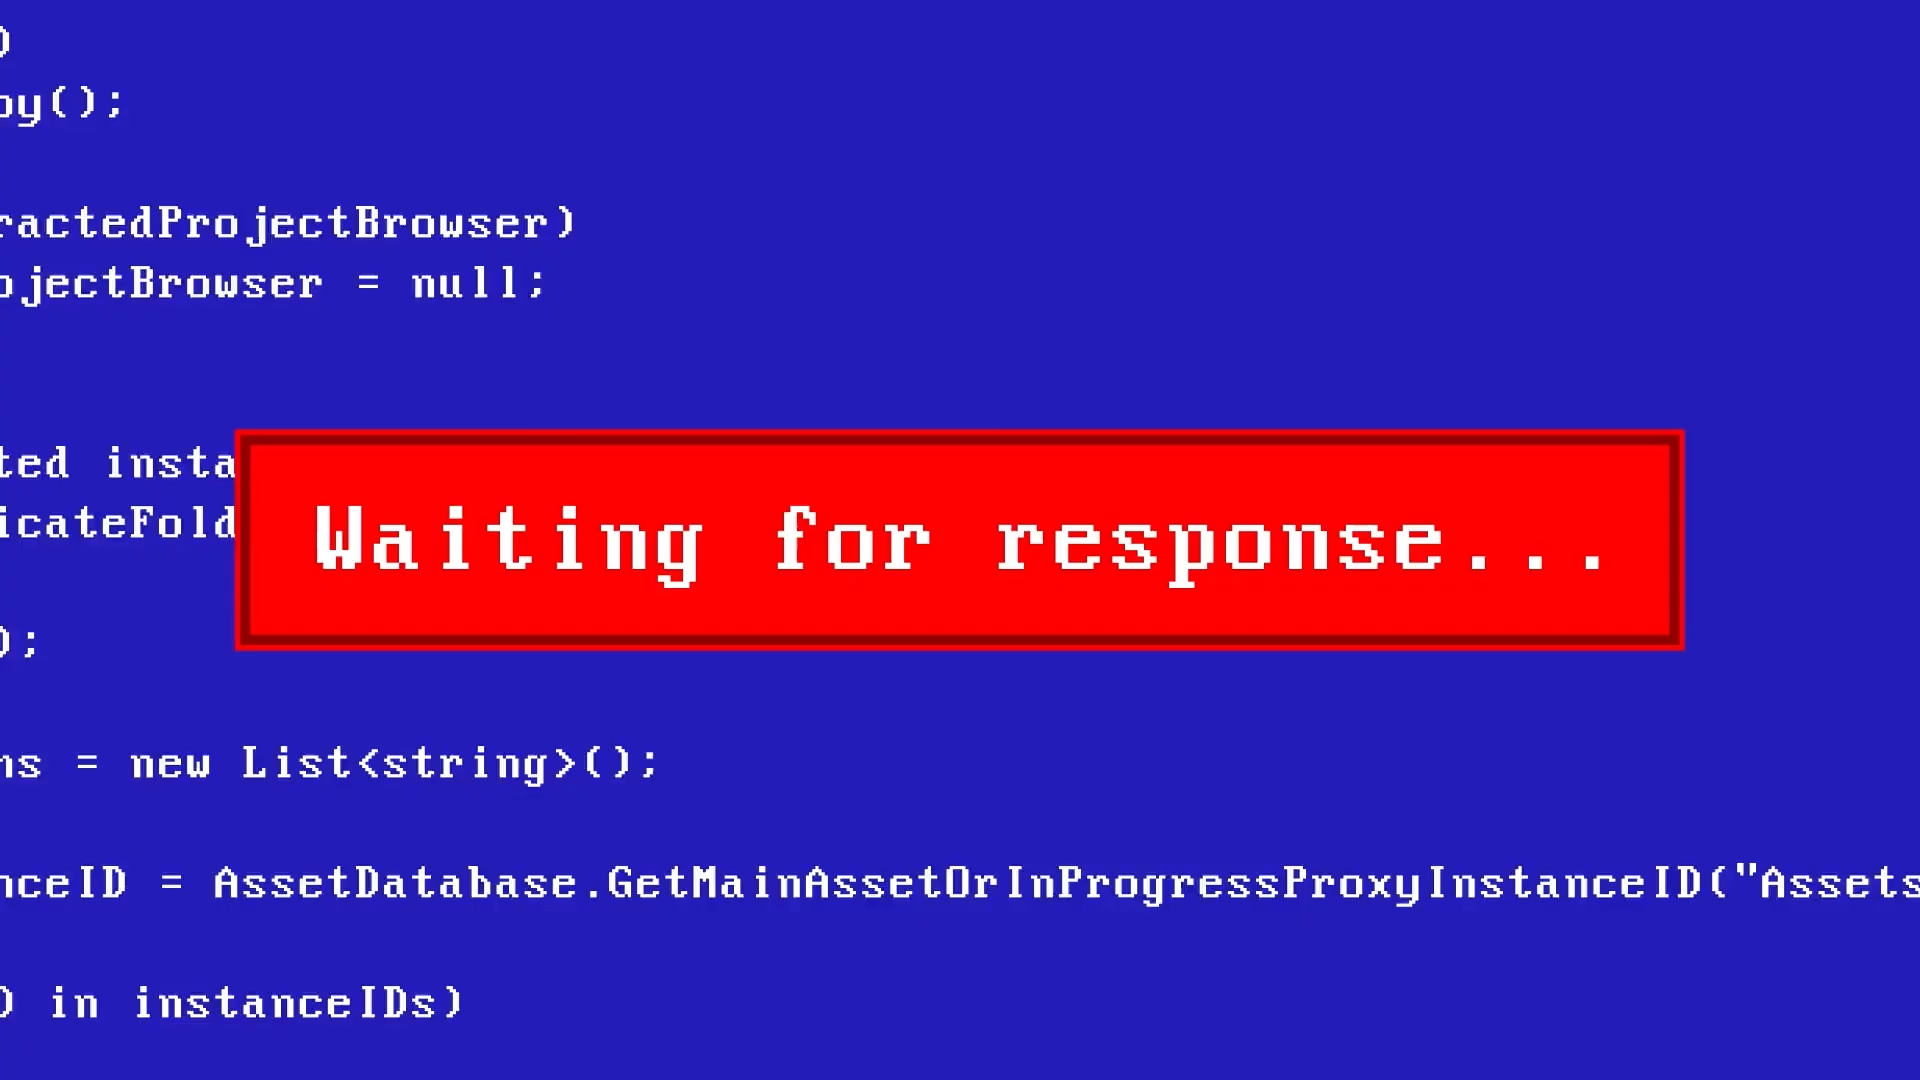 )
py();
ractedProjectBrowser)
ojectBrowser = null;
ted insta
icateFold
Waiting for response...
);
ns = new List<string>();
nceID = AssetDatabase.GetMainAssetOrInProgressProxyInstanceID("Assets
) in instanceIDs)